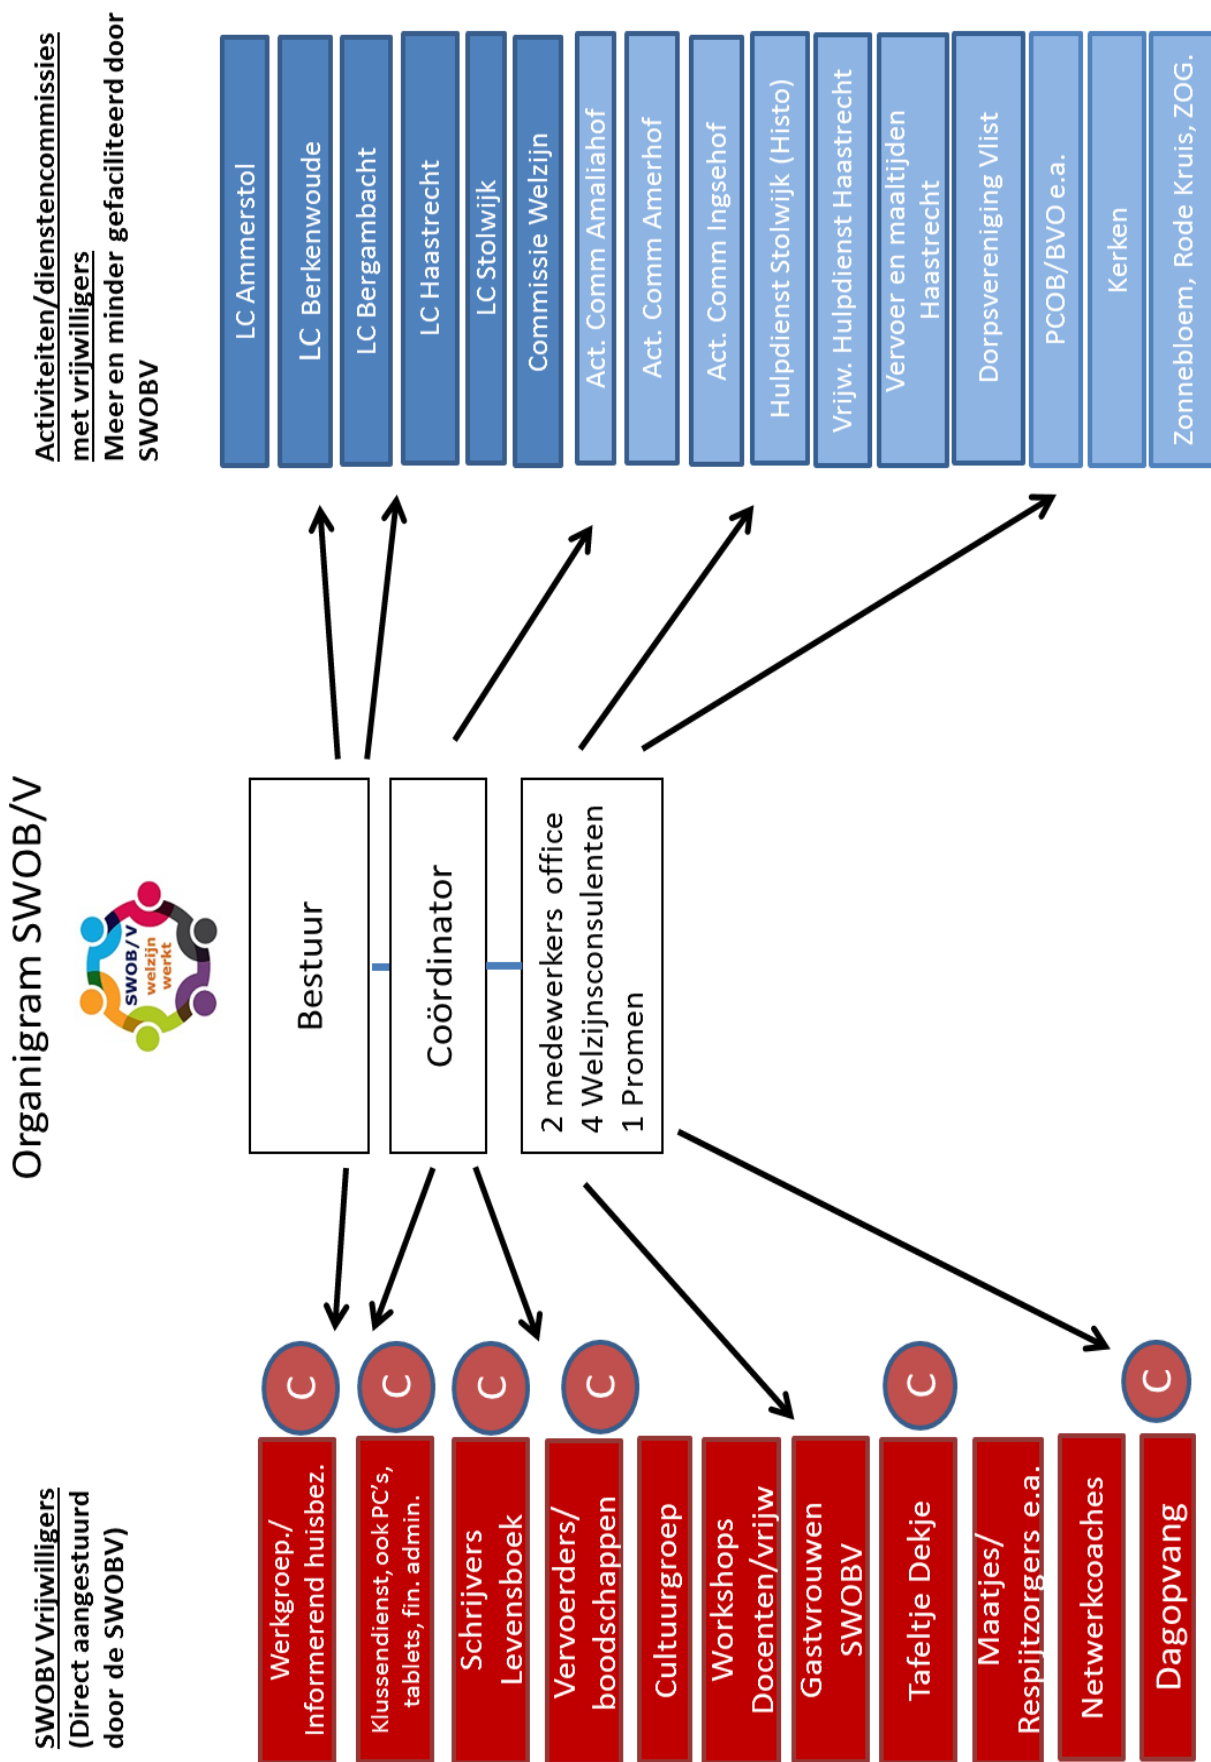 Organigram SWOB/V
SWOB/V
welzijn
werkt
SWOBV Vrijwilligers
(Direct aangestuurd
door de SWOBV)
Werkgroep./
Informerend huisbez.
C
Klussendienst, ook PC's,
tablets, fin. admin.
C
Schrijvers
Levensboek
C
Vervoerders/
boodschappen
C
Cultuurgroep
Workshops
Docenten/vrijw
Gastvrouwen
SWOBV
Tafeltje Dekje
C
Maatjes/
Respijtzorgers e.a.
Netwerkcoaches
Dagopvang
C
Bestuur
Coördinator
2 medewerkers office
4 Welzijnsconsulenten
1 Promen
Activiteiten/dienstencommissies
met vrijwilligers
Meer en minder gefaciliteerd door
SWOBV
LC Ammerstol
LC Berkenwoude
LC Bergambacht
LC Haastrecht
LC Stolwijk
Commissie Welzijn
Act. Comm Amaliahof
Act. Comm Amerhof
Act. Comm Ingsehof
Hulpdienst Stolwijk (Histo)
Vrijw. Hulpdienst Haastrecht
Vervoer en maaltijden
Haastrecht
Dorpsvereniging Vlist
PCOB/BVO e.a.
Kerken
Zonnebloem, Rode Kruis, ZOG.